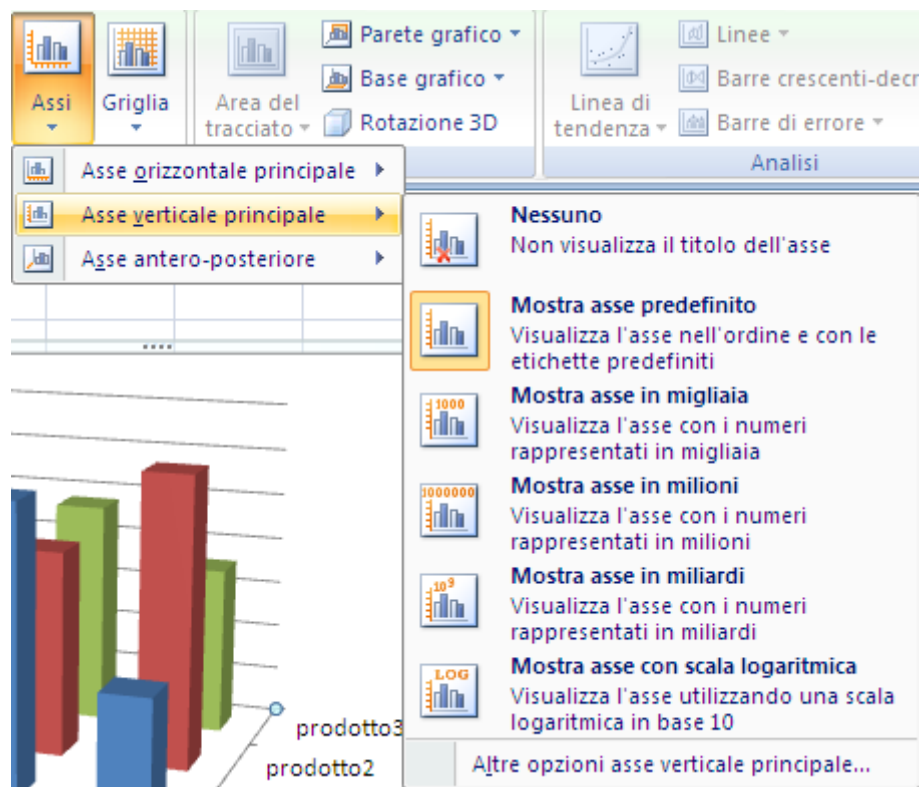 Assi
Griglia
Area del
tracciato
Parete grafico
Base grafico
Rotazione 3D
Linea di
tendenza
Linee
Barre crescenti-decr
Barre di errore
Analisi
Asse orizzontale principale
Asse verticale principale
Asse antero-posteriore
Nessuno
Non visualizza il titolo dell'asse
Mostra asse predefinito
Visualizza l'asse nell'ordine e con le
etichette predefiniti
1000
Mostra asse in migliaia
Visualizza l'asse con i numeri
rappresentati in migliaia
1000000
Mostra asse in milioni
Visualizza l'asse con i numeri
rappresentati in milioni
10⁹
Mostra asse in miliardi
Visualizza l'asse con i numeri
rappresentati in miliardi
LOG
Mostra asse con scala logaritmica
Visualizza l'asse utilizzando una scala
logaritmica in base 10
Altre opzioni asse verticale principale...
prodotto3
prodotto2